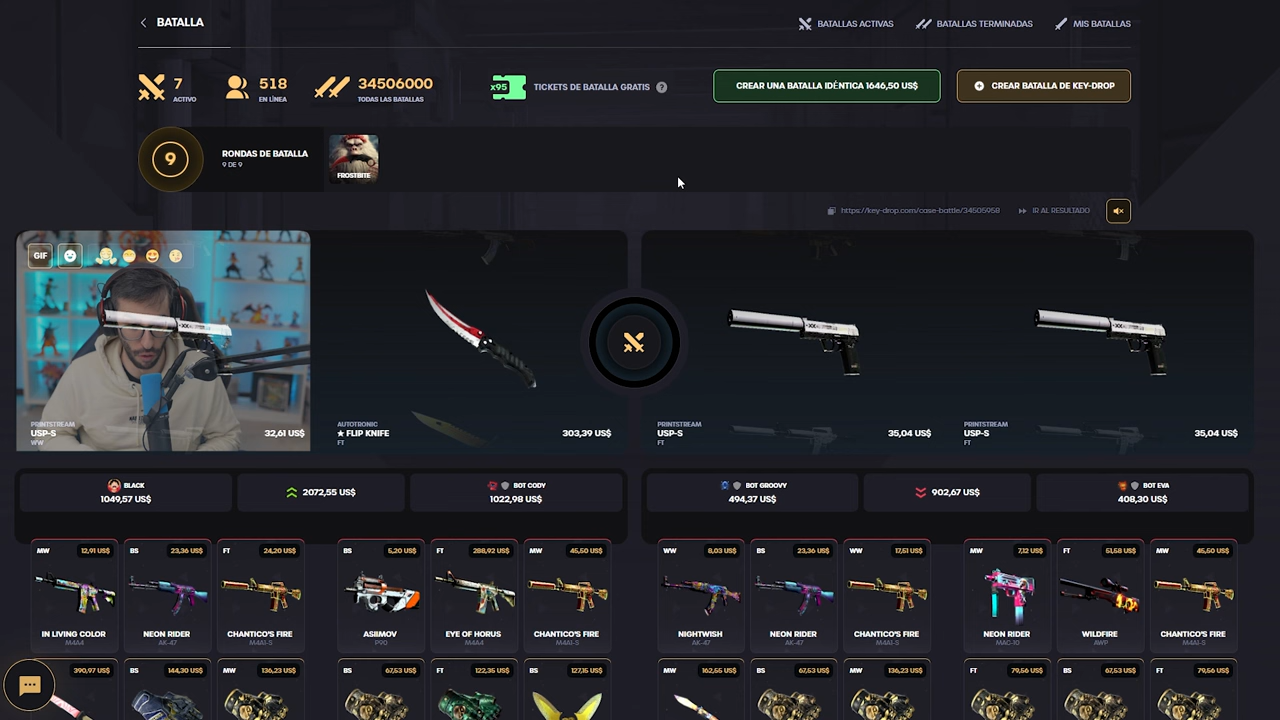 BATALLA
BATALLAS ACTIVAS
BATALLAS TERMINADAS
MIS BATALLAS
7
ACTIVO
518
EN LÍNEA
34506000
TODAS LAS BATALLAS
x95
TICKETS DE BATALLA GRATIS
?
CREAR UNA BATALLA IDÉNTICA 1646,50 US$
CREAR BATALLA DE KEY-DROP
9
RONDAS DE BATALLA
9 DE 9
FROSTBITE
https://key-drop.com/case-battle/34505958
IR AL RESULTADO
GIF
PRINTSTREAM
USP-S
WW
32,61 US$
AUTOTRONIC
★ FLIP KNIFE
FT
303,39 US$
PRINTSTREAM
USP-S
FT
35,04 US$
PRINTSTREAM
USP-S
FT
35,04 US$
BLACK
1049,57 US$
2072,55 US$
BOT CODY
1022,98 US$
BOT GROOVY
494,37 US$
902,67 US$
BOT EVA
408,30 US$
MW 12,91 US$
BS 23,36 US$
FT 24,20 US$
BS 5,20 US$
FT 288,92 US$
MW 45,50 US$
WW 8,03 US$
BS 23,36 US$
WW 17,51 US$
MW 7,12 US$
FT 51,58 US$
MW 45,50 US$
IN LIVING COLOR
M4A4
NEON RIDER
AK-47
CHANTICO'S FIRE
M4A1-S
ASIIMOV
P90
EYE OF HORUS
M4A4
CHANTICO'S FIRE
M4A1-S
NIGHTWISH
AK-47
NEON RIDER
AK-47
CHANTICO'S FIRE
M4A1-S
NEON RIDER
MAC-10
WILDFIRE
AWP
CHANTICO'S FIRE
M4A1-S
390,97 US$
BS 144,30 US$
MW 136,23 US$
BS 67,53 US$
FT 122,35 US$
BS 127,15 US$
MW 162,55 US$
BS 67,53 US$
MW 136,23 US$
FT 79,56 US$
BS 67,53 US$
FT 79,56 US$